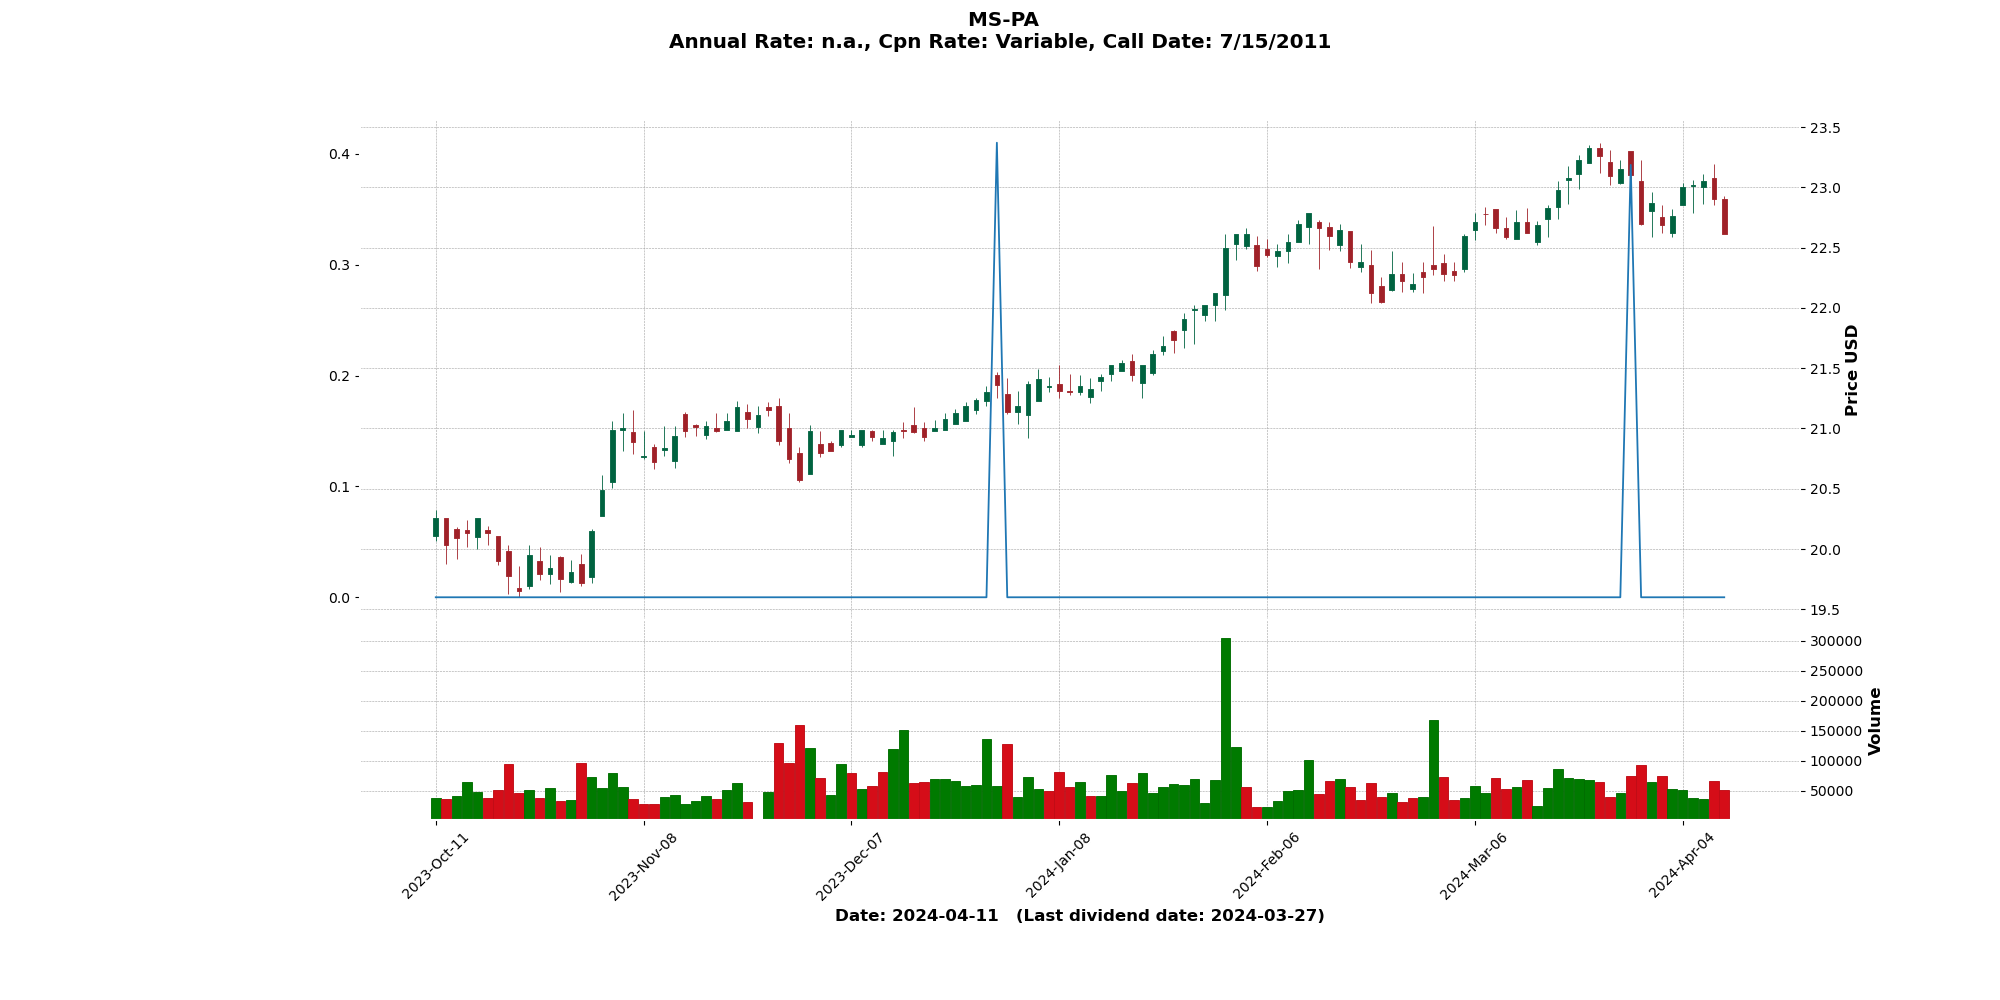 MS-PA
Annual Rate: n.a., Cpn Rate: Variable, Call Date: 7/15/2011
0.4
0.3
0.2
0.1
0.0
23.5
23.0
22.5
22.0
21.5
21.0
20.5
20.0
19.5
Price USD
300000
250000
200000
150000
100000
50000
Volume
2023-Oct-11
2023-Nov-08
2023-Dec-07
2024-Jan-08
2024-Feb-06
2024-Mar-06
2024-Apr-04
Date: 2024-04-11 (Last dividend date: 2024-03-27)